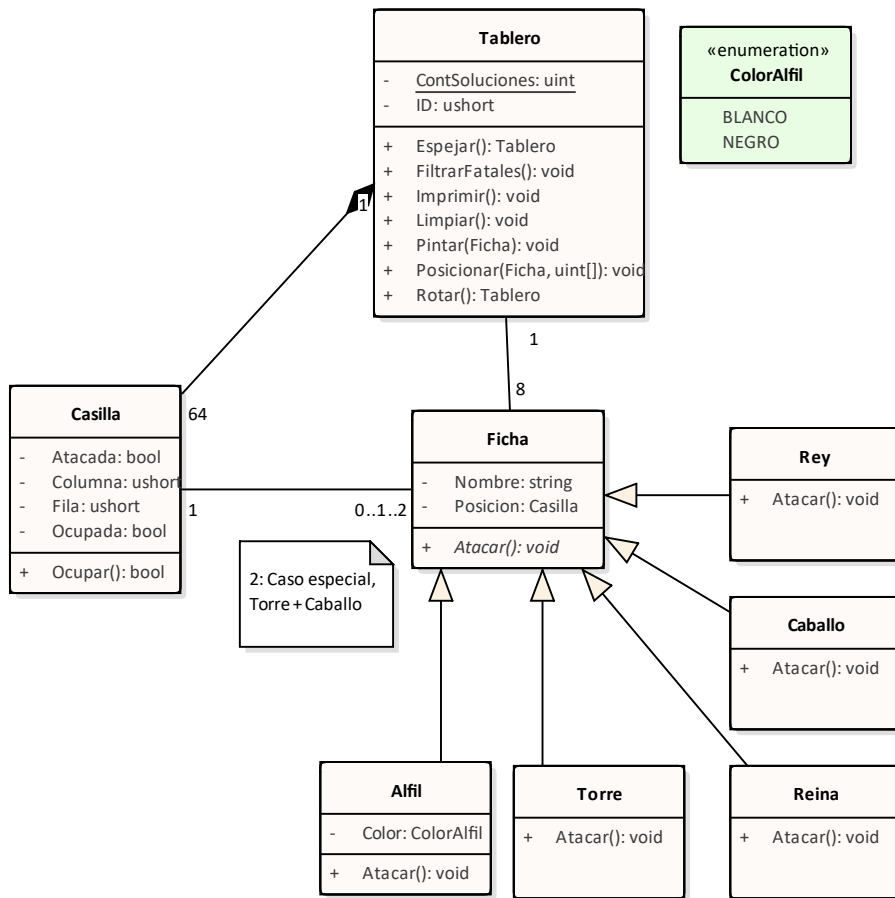 Tablero
- ContSoluciones: uint
- ID: ushort
+ Espejar(): Tablero
+ FiltrarFatales(): void
+ Imprimir(): void
+ Limpiar(): void
+ Pintar(Ficha): void
+ Posicionar(Ficha, uint[]): void
+ Rotar(): Tablero
«enumeration»
ColorAlfil
BLANCO
NEGRO
1
1
8
64
Casilla
- Atacada: bool
- Columna: ushort
- Fila: ushort
- Ocupada: bool
+ Ocupar(): bool
1
0..1..2
Ficha
- Nombre: string
- Posicion: Casilla
+ Atacar(): void
2: Caso especial,
Torre + Caballo
Rey
+ Atacar(): void
Caballo
+ Atacar(): void
Alfil
- Color: ColorAlfil
+ Atacar(): void
Torre
+ Atacar(): void
Reina
+ Atacar(): void